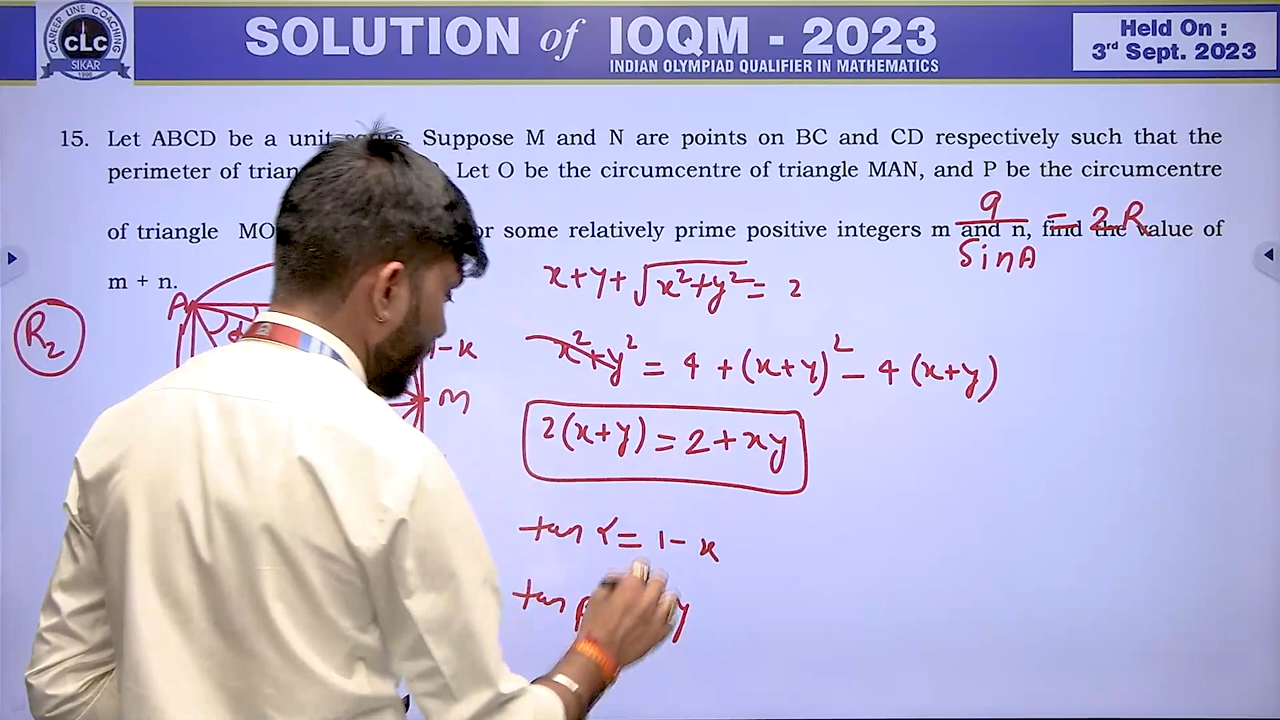 CAREER LINE COACHING
CLC
SIKAR
1996
SOLUTION of IOQM - 2023
INDIAN OLYMPIAD QUALIFIER IN MATHEMATICS
Held On :
3rd Sept. 2023
15. Let ABCD be a unit Suppose M and N are points on BC and CD respectively such that the
perimeter of Let O be the circumcentre of triangle MAN, and P be the circumcentre
of triangle some relatively prime positive integers m and n, find the value of
m + n.
a/SinA = 2R
x+y+√x²+y² = 2
x²+y² = 4 + (x+y)² - 4(x+y)
2(x+y) = 2+xy
tan α = 1-x
tan y
R₂
A
α
1-x
M